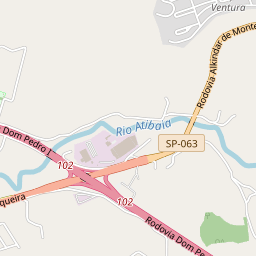 Ventura
Rodovia Alkindar de Monte
Rio Atibaia
SP-063
Dom Pedro I
102
queira
102
Rodovia Dom Pe